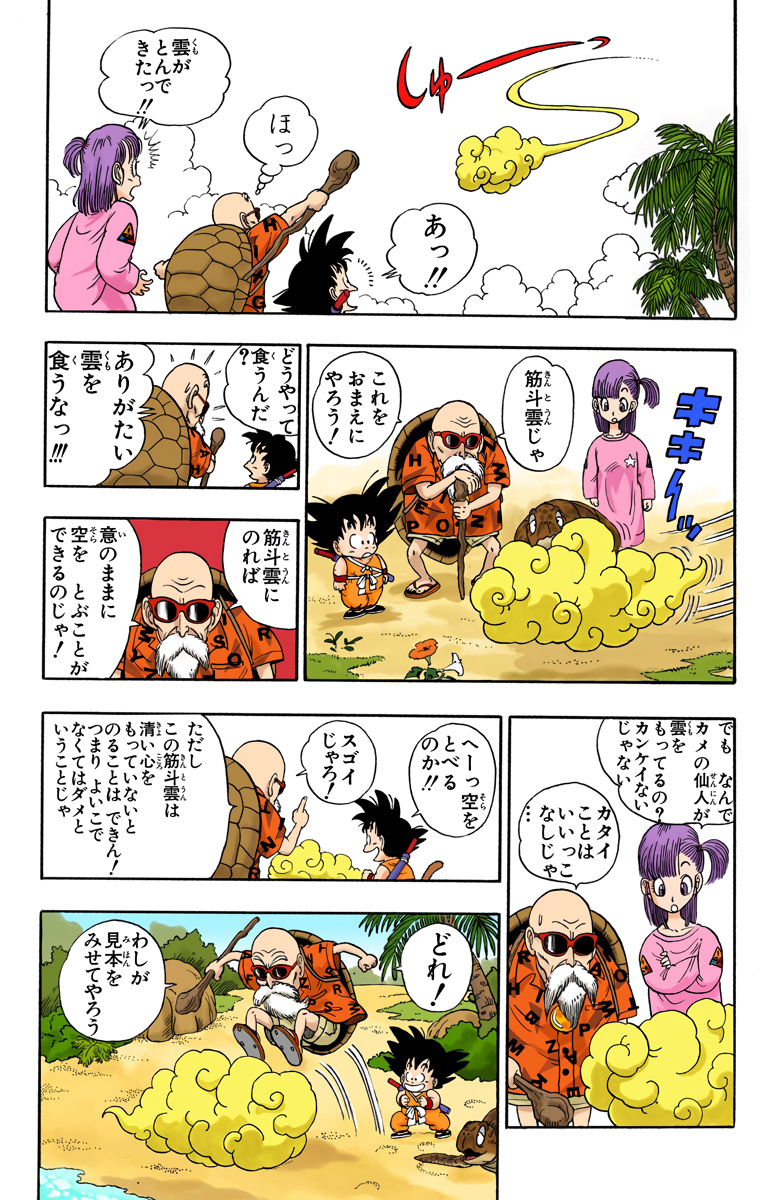 しゅーっ
あっ!!
ほっ
雲が
とんで
きたっ!!
キキーッ
筋斗雲じゃ
これを
おまえに
やろう!
どうやって
食うんだ
?
ありがたい
雲を
食うなっ!!!
筋斗雲に
のれば
意のままに
空を とぶことが
できるのじゃ!
でも なんで
カメの仙人が
雲を
もってるの?
カンケイない
じゃない
カタイ
ことは
いいっこ
なしじゃ
…
へーっ空を
とべる
のか!!
スゴイ
じゃろ!
ただし
この筋斗雲は
清い心を
もっていないと
のることは できん!
つまり よいこで
なくてはダメと
いうことじゃ
どれ!
わしが
見本を
みせてやろう